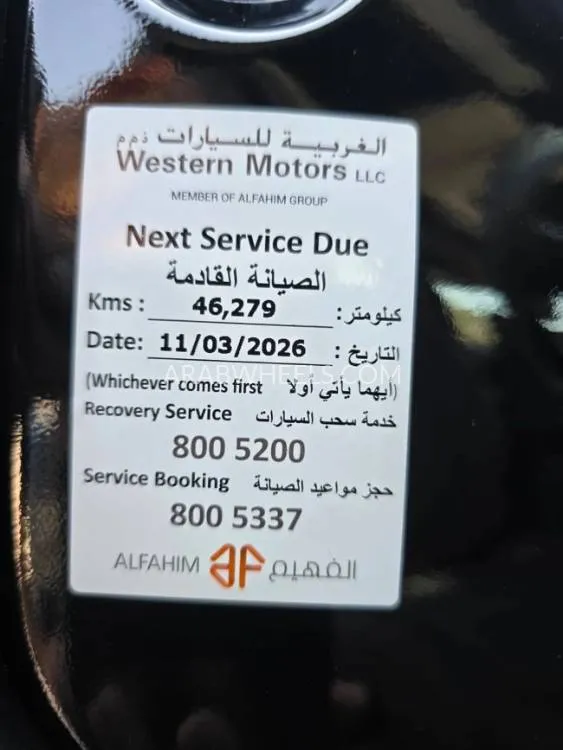 الغربية للسيارات ذ م م
Western Motors LLC
MEMBER OF ALFAHIM GROUP
Next Service Due
الصيانة القادمة
Kms : 46,279 كيلومتر:
Date: 11/03/2026 التاريخ :
ARABWHEELS.COM
(Whichever comes first أيهما يأتي أولا)
Recovery Service خدمة سحب السيارات
800 5200
Service Booking حجز مواعيد الصيانة
800 5337
ALFAHIM AF الفهيم